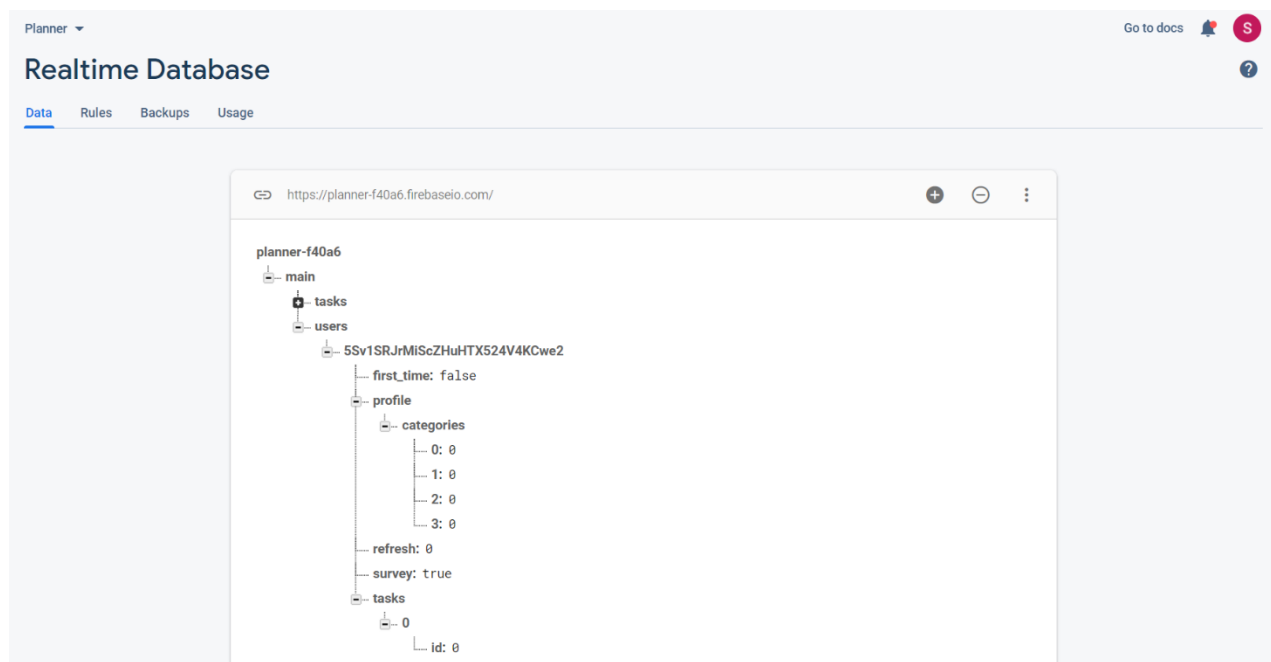 Planner
Go to docs
S
Realtime Database
?
Data Rules Backups Usage
https://planner-f40a6.firebaseio.com/
planner-f40a6
main
tasks
users
5Sv1SRJrMiScZHuHTX524V4KCwe2
first_time: false
profile
categories
0: 0
1: 0
2: 0
3: 0
refresh: 0
survey: true
tasks
0
id: 0